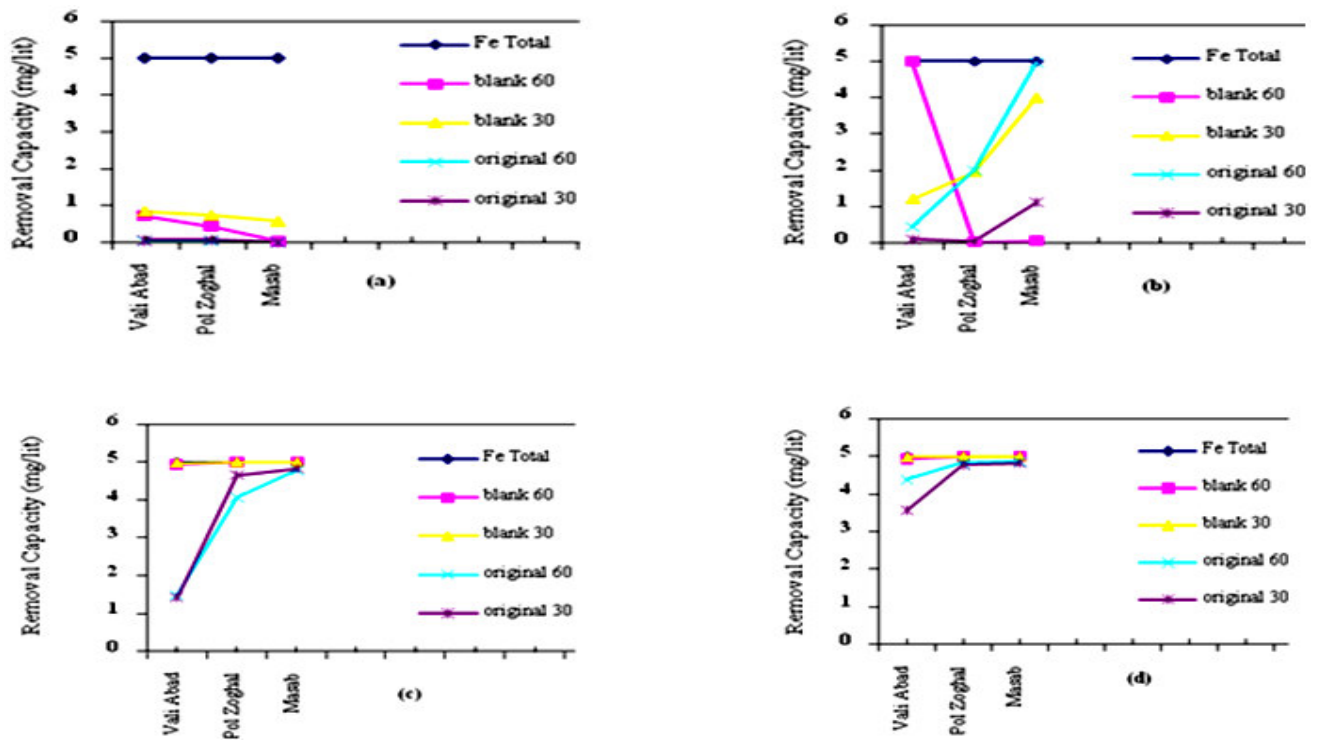 Removal Capacity (mg/lit)
6
5
4
3
2
1
0
Fe Total
blank 60
blank 30
original 60
original 30
Vali Abad
Pol Zoghal
Masab
(a)
Removal Capacity (mg/lit)
6
5
4
3
2
1
0
Fe Total
blank 60
blank 30
original 60
original 30
Vali Abad
Pol Zoghal
Masab
(b)
Removal Capacity (mg/lit)
6
5
4
3
2
1
0
Fe Total
blank 60
blank 30
original 60
original 30
Vali Abad
Pol Zoghal
Masab
(c)
Removal Capacity (mg/lit)
6
5
4
3
2
1
0
Fe Total
blank 60
blank 30
original 60
original 30
Vali Abad
Pol Zoghal
Masab
(d)